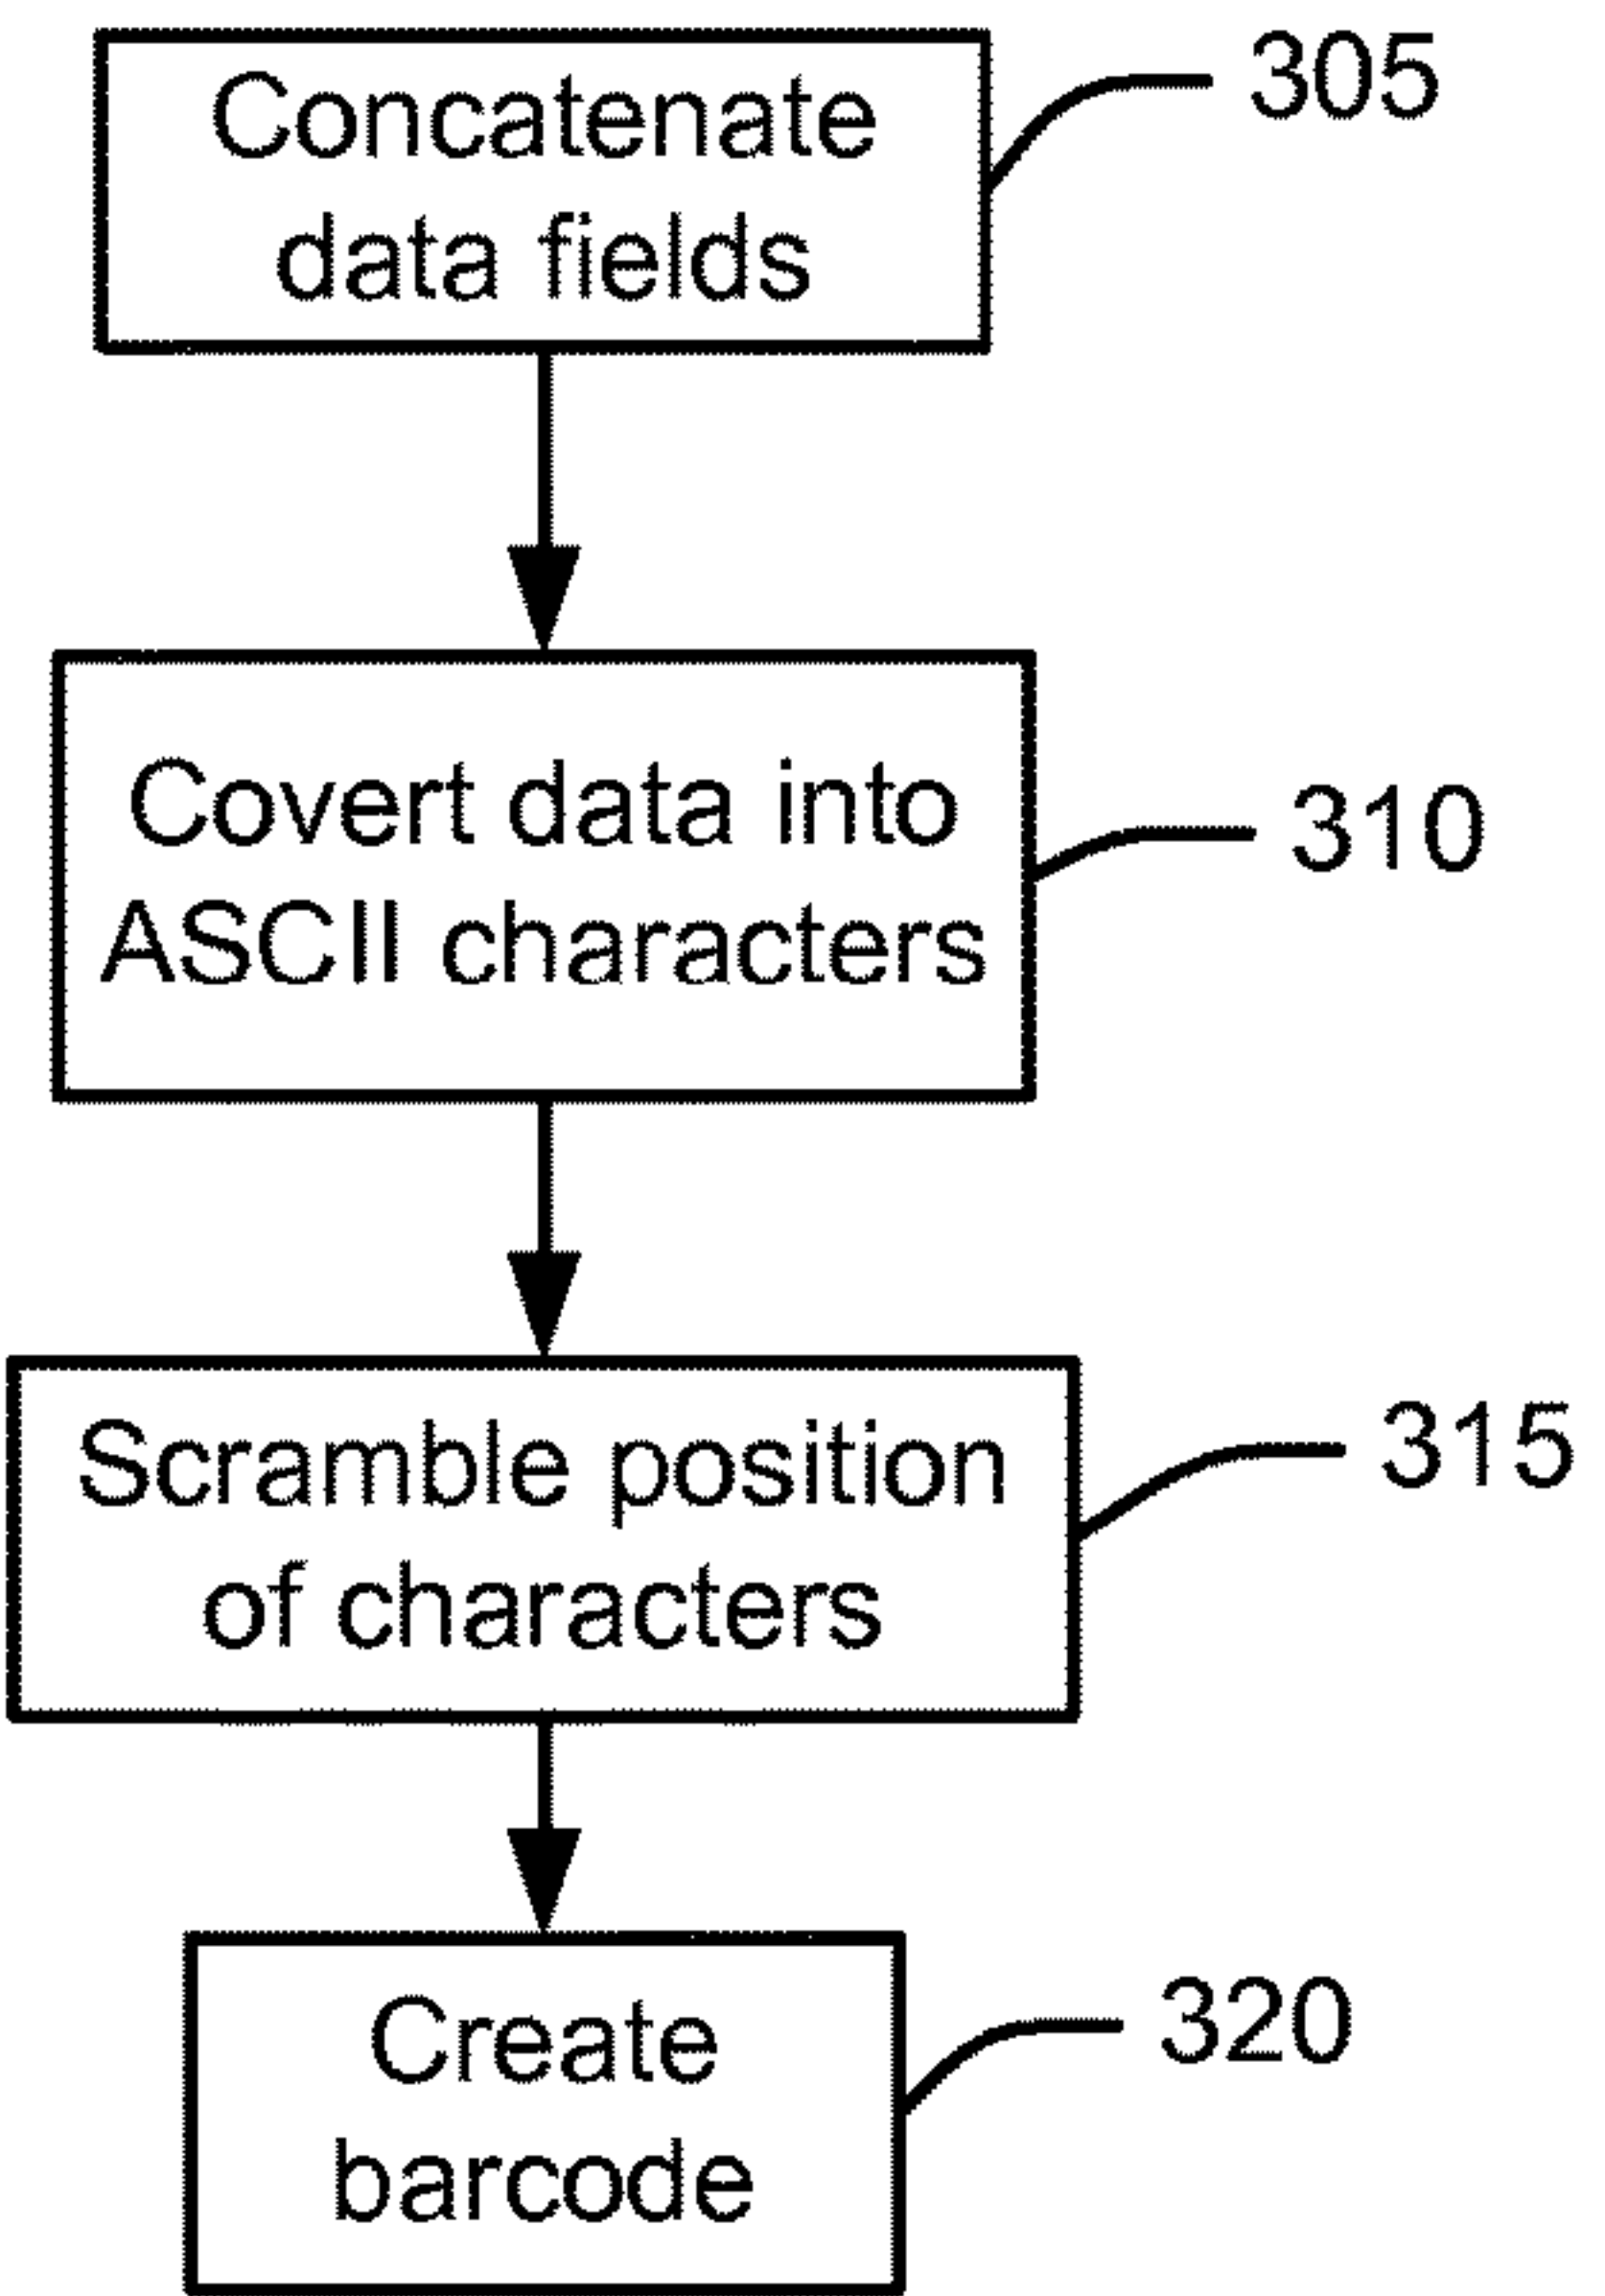 Concatenate
data fields
305
Covert data into
ASCII characters
310
Scramble position
of characters
315
Create
barcode
320